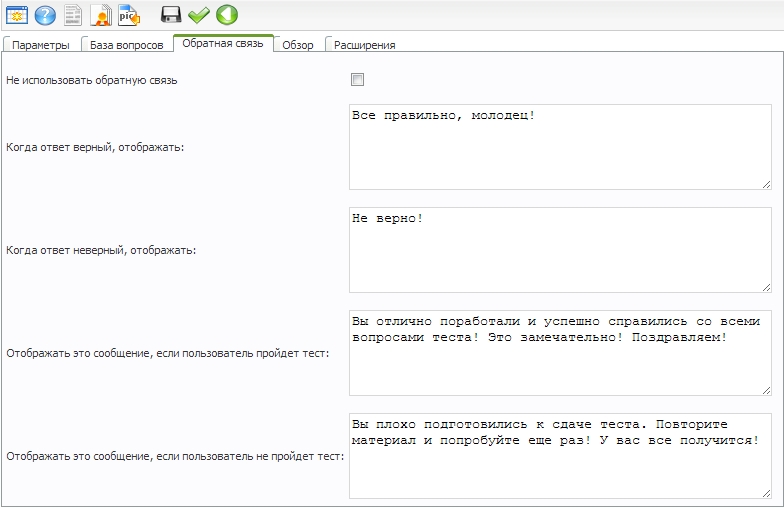 pic
Параметры База вопросов Обратная связь Обзор Расширения
Не использовать обратную связь
Когда ответ верный, отображать:
Все правильно, молодец!
Когда ответ неверный, отображать:
Не верно!
Отображать это сообщение, если пользователь пройдет тест:
Вы отлично поработали и успешно справились со всеми
вопросами теста! Это замечательно! Поздравляем!
Отображать это сообщение, если пользователь не пройдет тест:
Вы плохо подготовились к сдаче теста. Повторите
материал и попробуйте еще раз! У вас все получится!